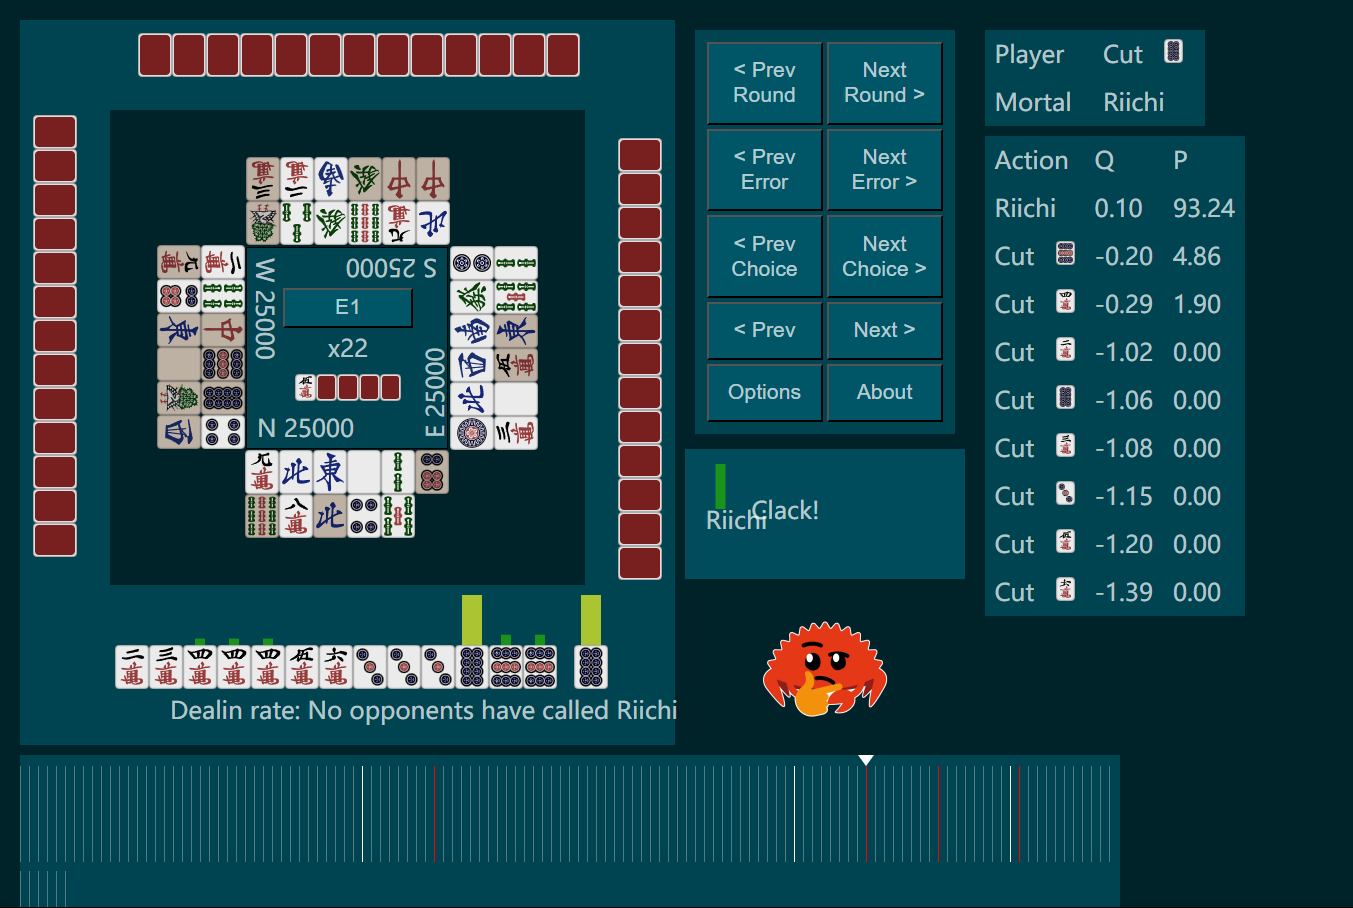 < Prev Round
Next Round >
< Prev Error
Next Error >
< Prev Choice
Next Choice >
< Prev
Next >
Options
About
Player Cut
Mortal Riichi
Action Q P
Riichi 0.10 93.24
Cut -0.20 4.86
Cut -0.29 1.90
Cut -1.02 0.00
Cut -1.06 0.00
Cut -1.08 0.00
Cut -1.15 0.00
Cut -1.20 0.00
Cut -1.39 0.00
S 25000
W 25000
E1
x22
E 25000
N 25000
Clack!
Riichi
Dealin rate: No opponents have called Riichi